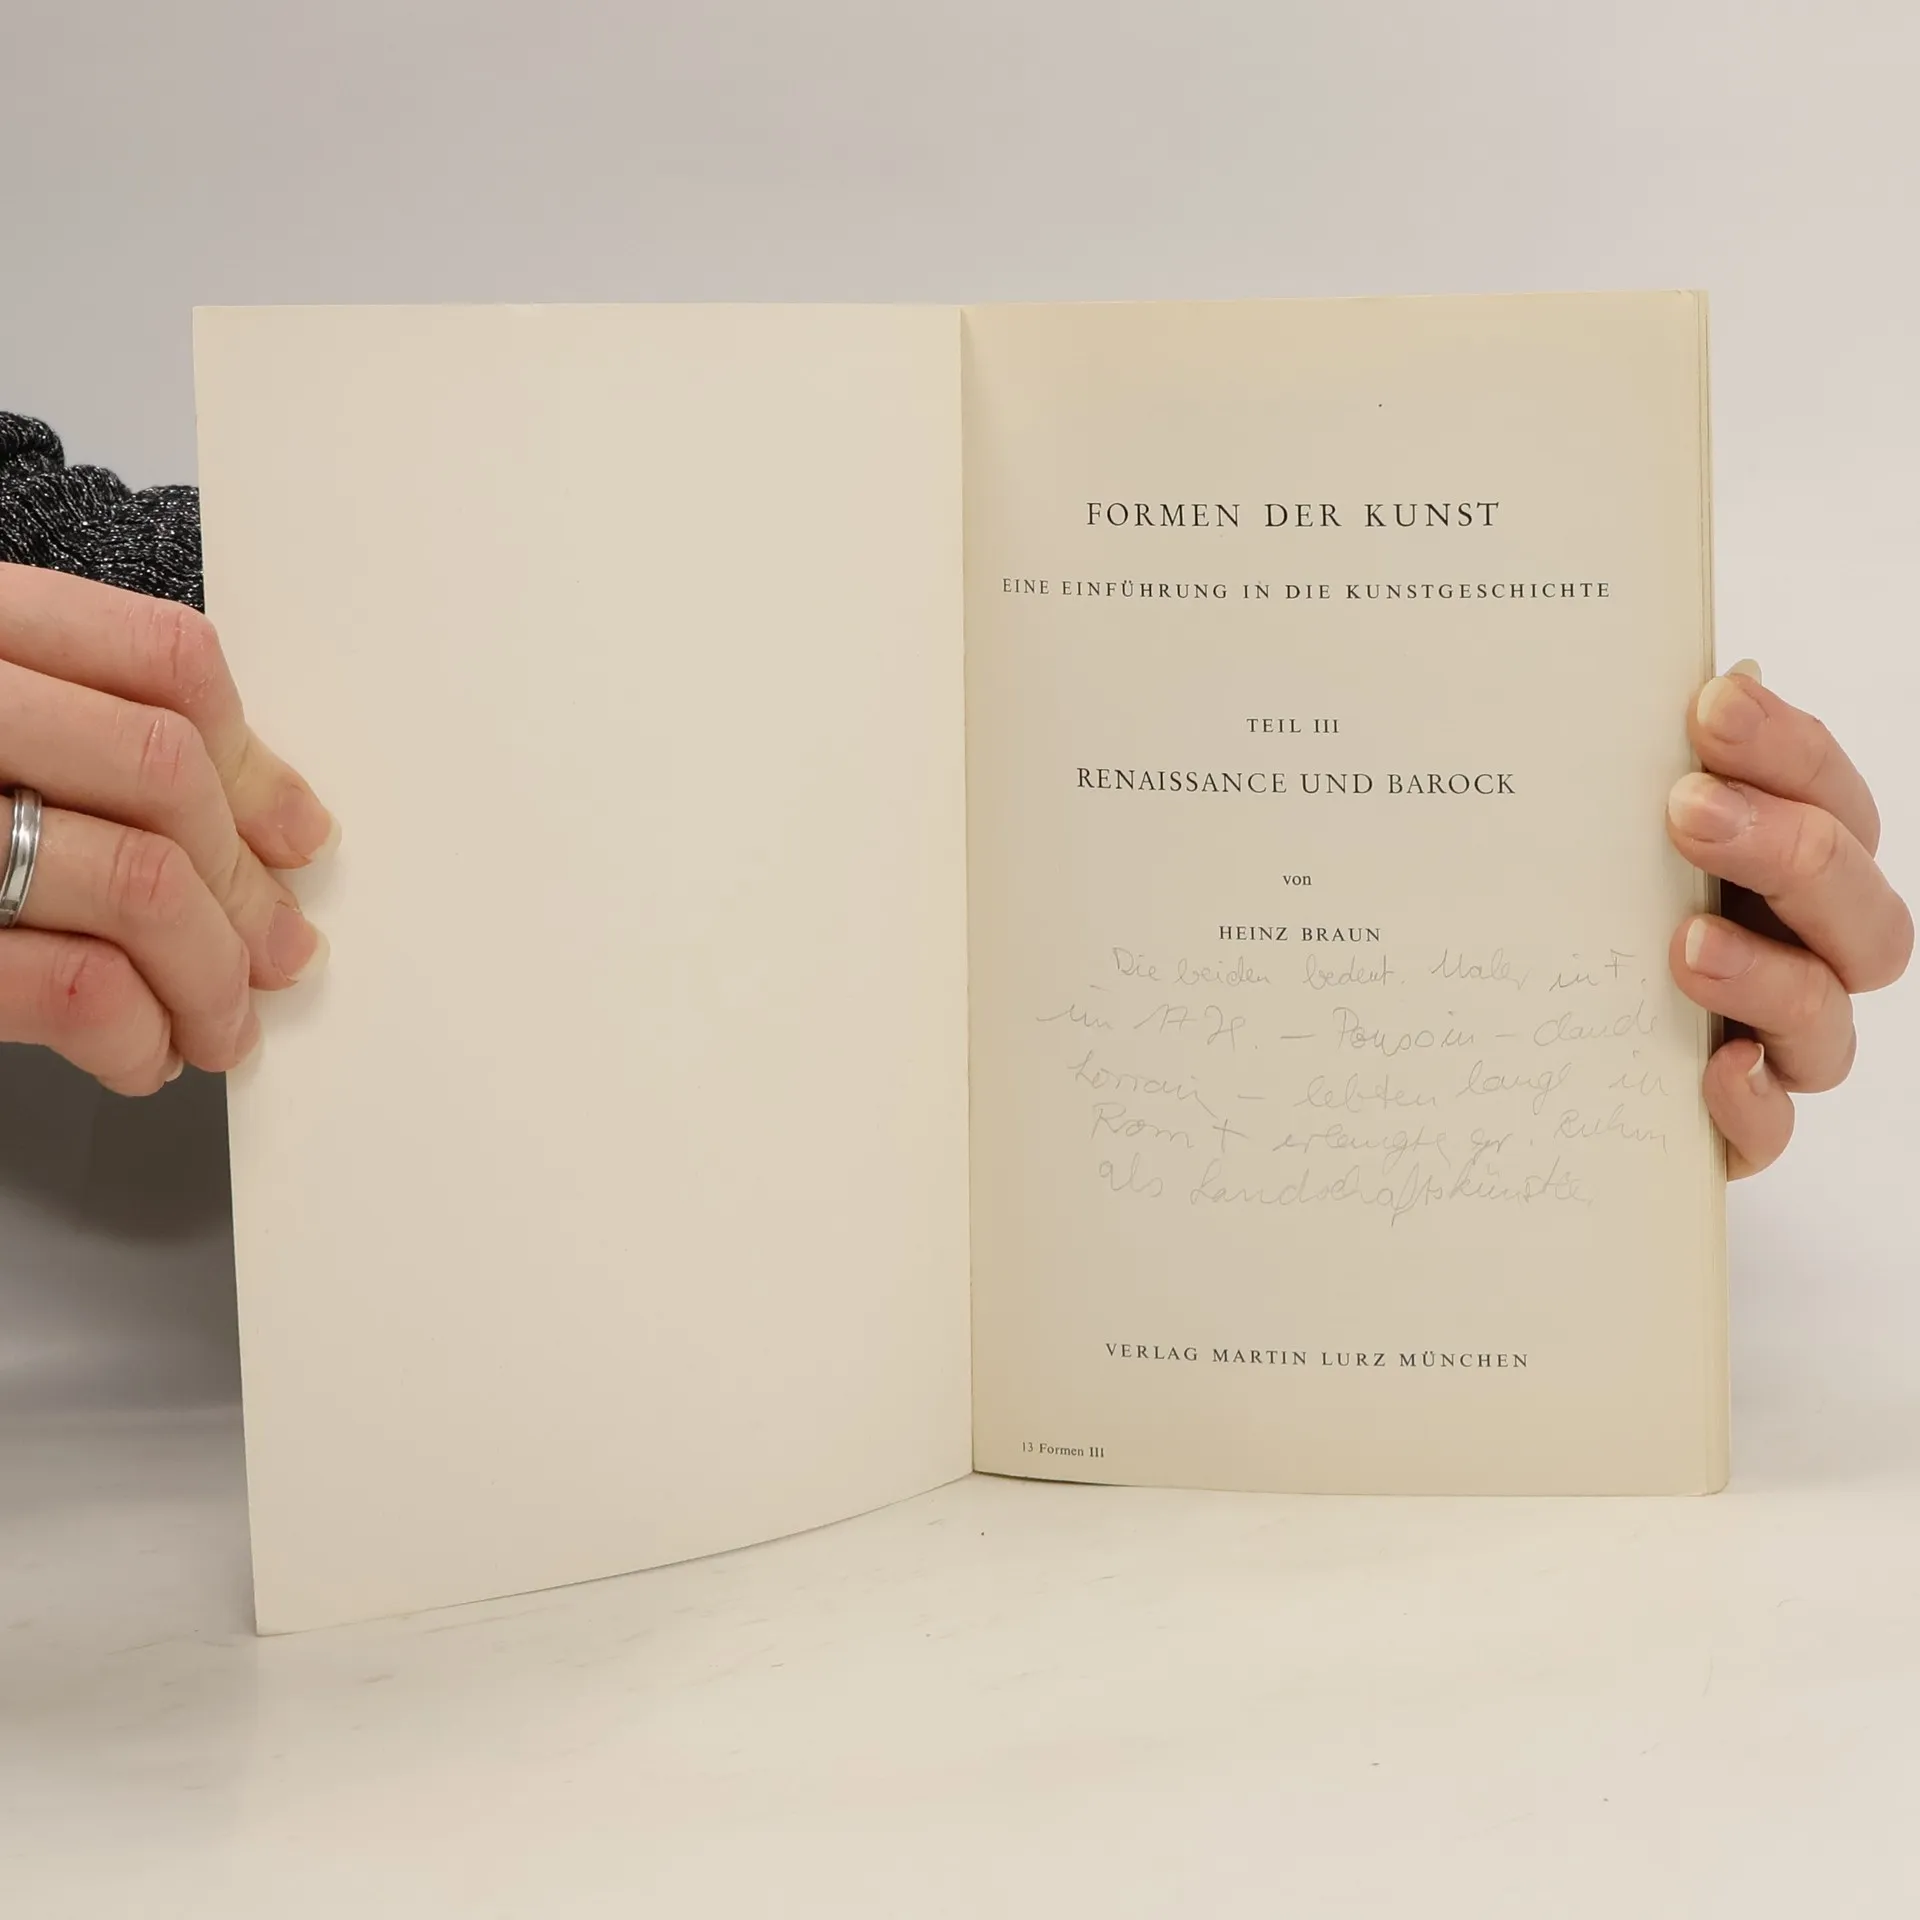 FORMEN DER KUNST
EINE EINFÜHRUNG IN DIE KUNSTGESCHICHTE
TEIL III
RENAISSANCE UND BAROCK
von
HEINZ BRAUN
Die beiden bedeut. Maler in F.
im 17 Jh. – Poussin – Claude
Lorrain – lebten lange in
Rom + erlangte gr. Ruhm
als Landschaftskünstler
VERLAG MARTIN LURZ MÜNCHEN
13 Formen III